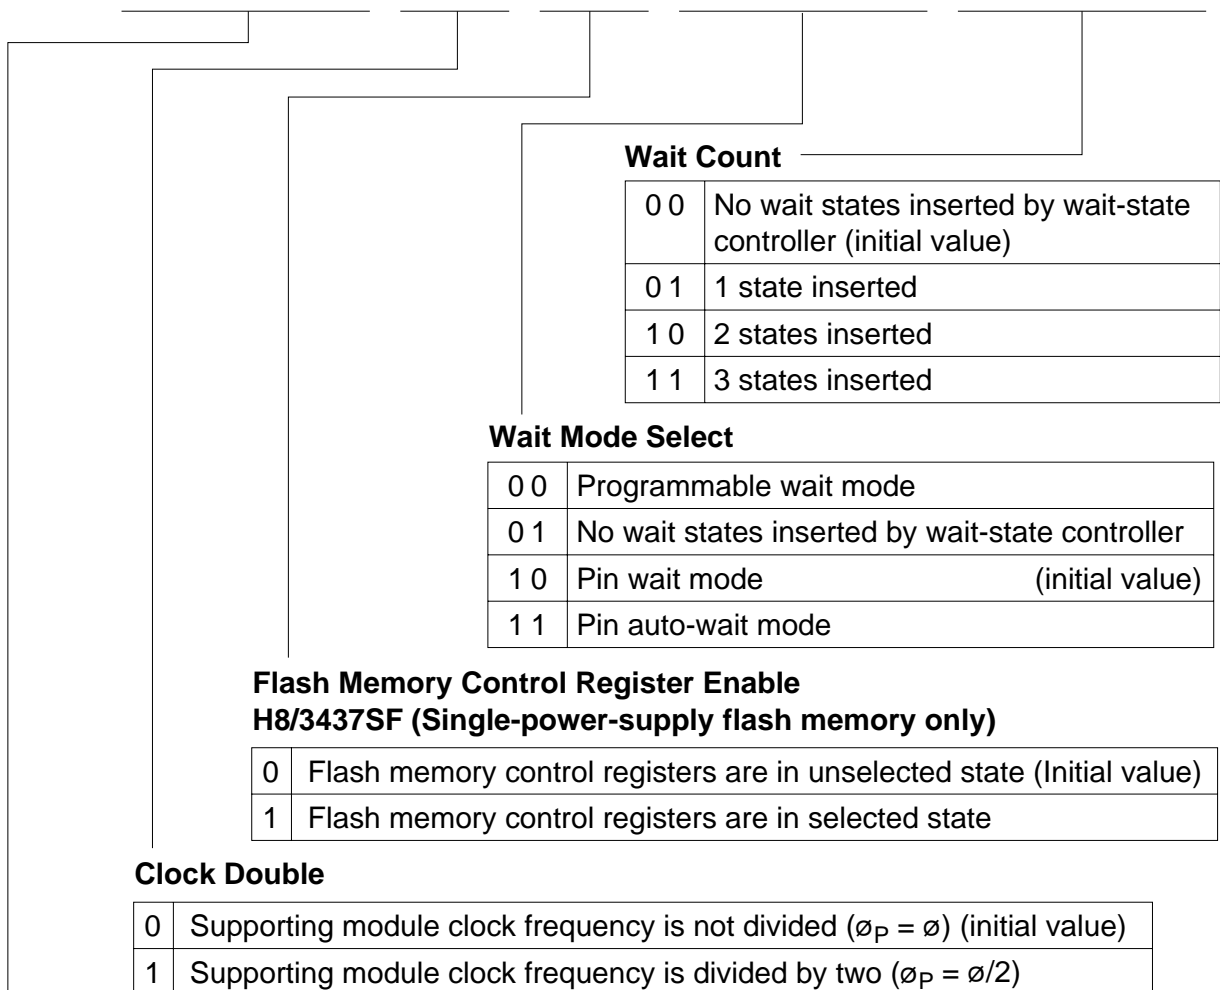 Wait Count
0 0 No wait states inserted by wait-state
controller (initial value)
0 1 1 state inserted
1 0 2 states inserted
1 1 3 states inserted
Wait Mode Select
0 0 Programmable wait mode
0 1 No wait states inserted by wait-state controller
1 0 Pin wait mode (initial value)
1 1 Pin auto-wait mode
Flash Memory Control Register Enable
H8/3437SF (Single-power-supply flash memory only)
0 Flash memory control registers are in unselected state (Initial value)
1 Flash memory control registers are in selected state
Clock Double
0 Supporting module clock frequency is not divided (øP = ø) (initial value)
1 Supporting module clock frequency is divided by two (øP = ø/2)